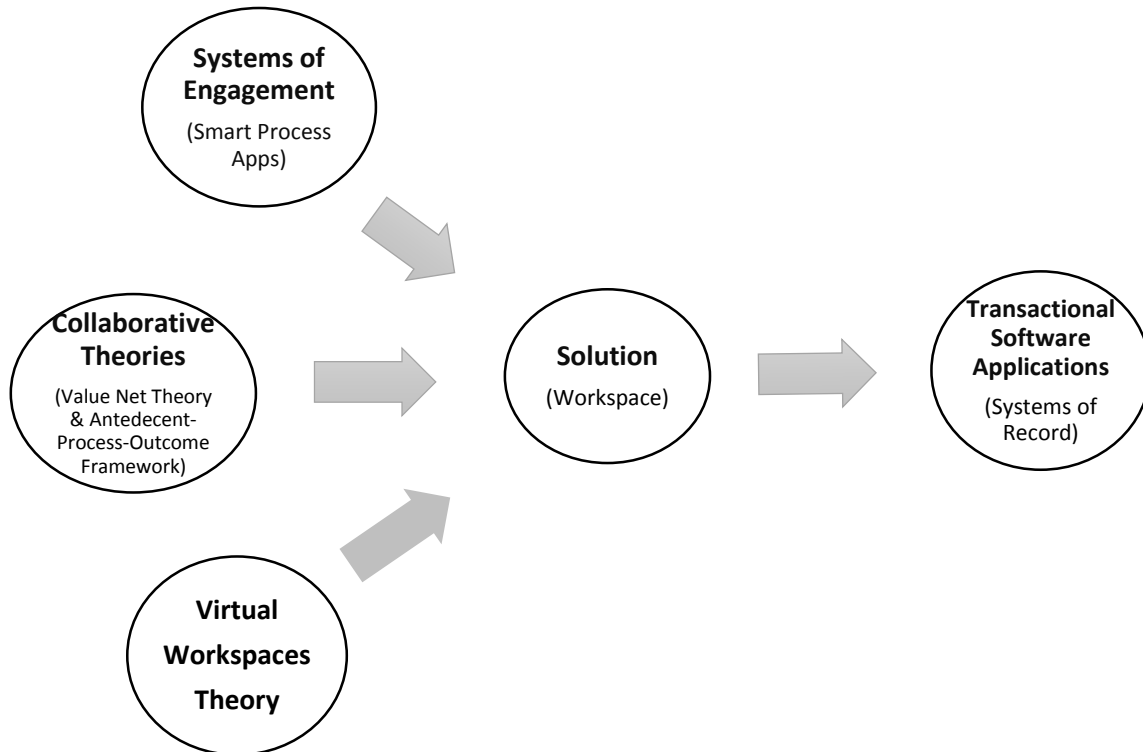 Systems of
Engagement
(Smart Process
Apps)
Collaborative
Theories
(Value Net Theory
& Antedecent-
Process-Outcome
Framework)
Solution
(Workspace)
Transactional
Software
Applications
(Systems of
Record)
Virtual
Workspaces
Theory